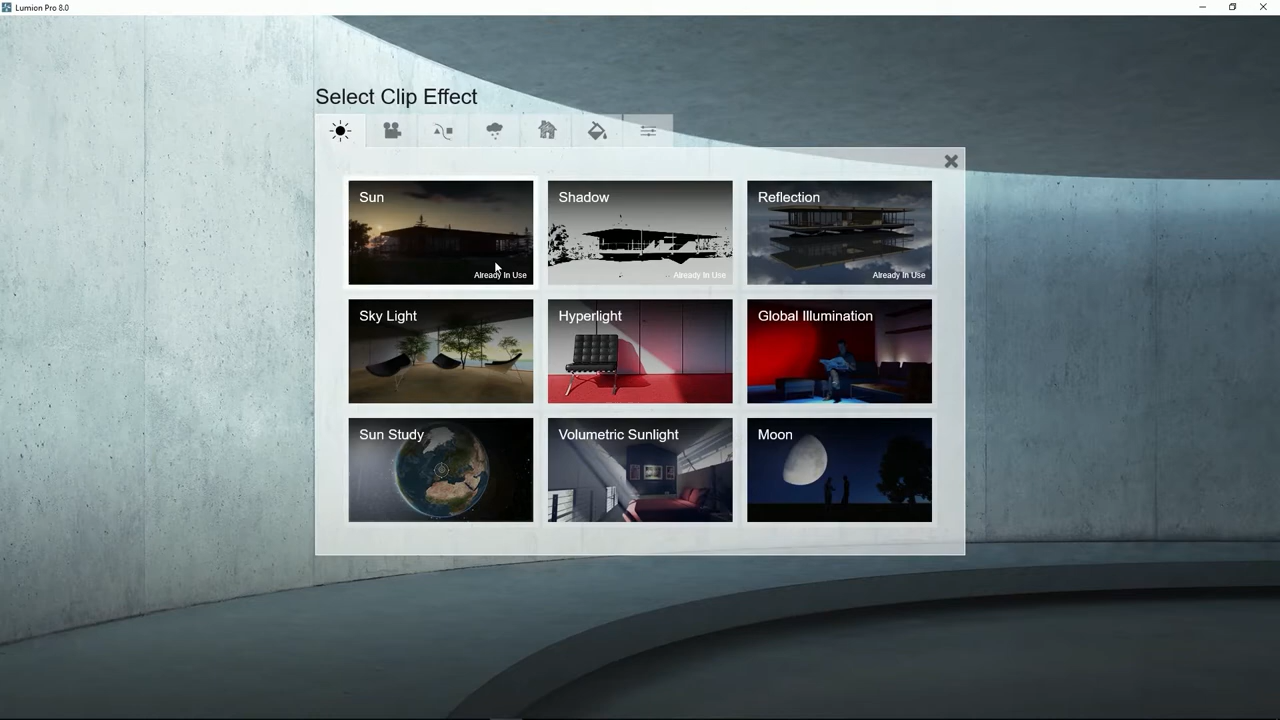 Lumion Pro 8.0
Select Clip Effect
Sun
Already In Use
Shadow
Already In Use
Reflection
Already In Use
Sky Light
Hyperlight
Global Illumination
Sun Study
Volumetric Sunlight
Moon